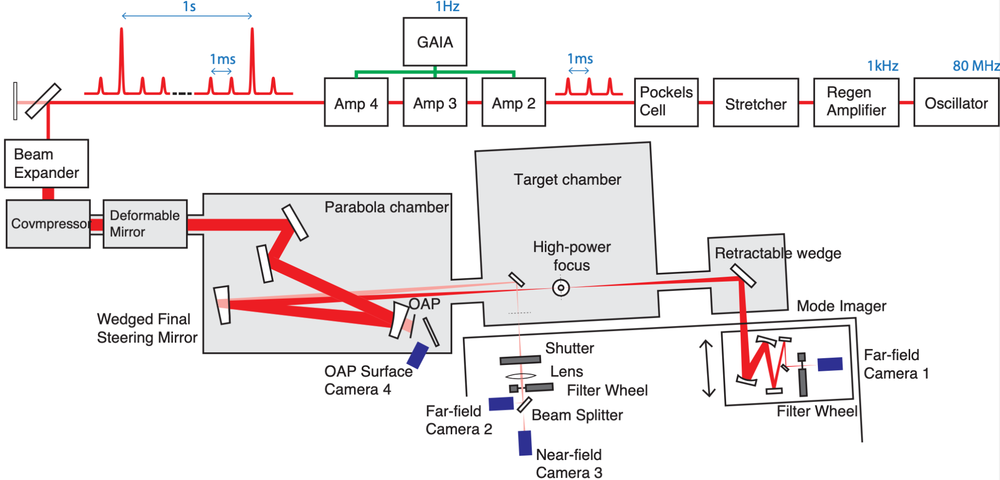 1s
1Hz
GAIA
1ms
1ms
1kHz
80 MHz
Amp 4
Amp 3
Amp 2
Pockels
Cell
Stretcher
Regen
Amplifier
Oscillator
Beam
Expander
Covmpressor
Deformable
Mirror
Parabola chamber
Target chamber
High-power
focus
Retractable wedge
OAP
Wedged Final
Steering Mirror
Mode Imager
OAP Surface
Camera 4
Shutter
Lens
Filter Wheel
Far-field
Camera 2
Beam Splitter
Near-field
Camera 3
Far-field
Camera 1
Filter Wheel